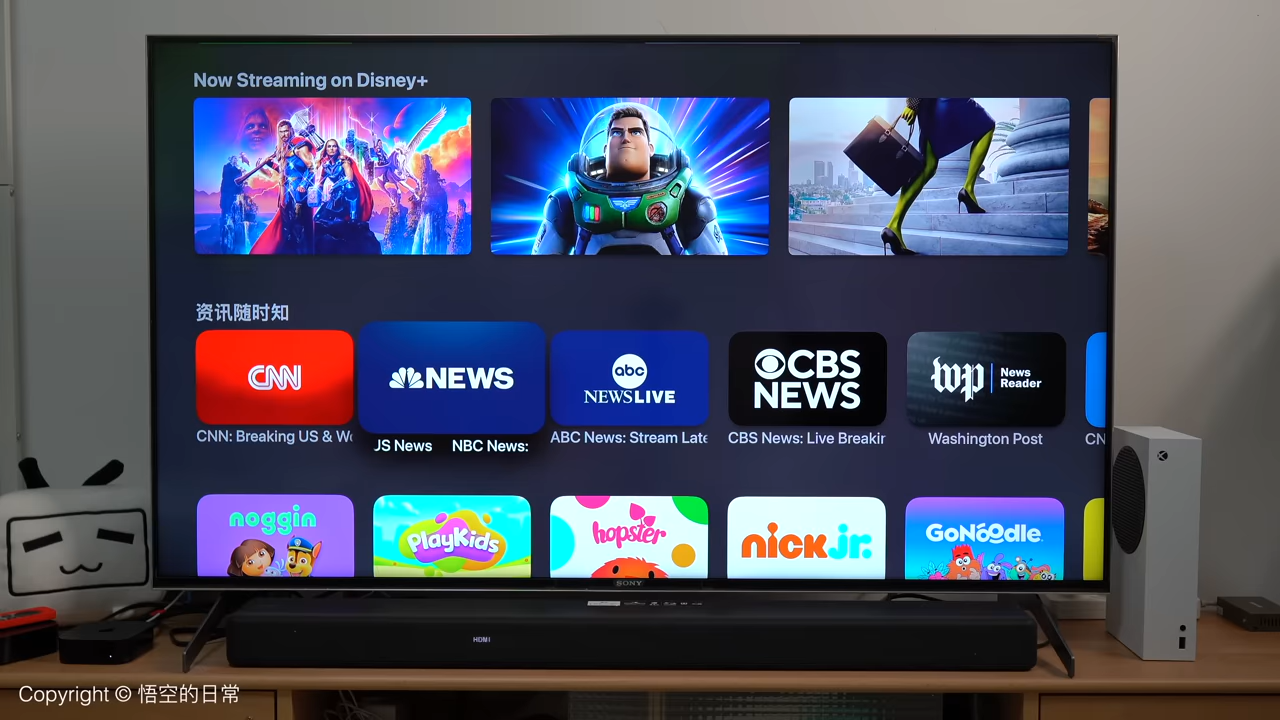 Now Streaming on Disney+
资讯随时知
CNN
NEWS
abc
NEWSLIVE
CBS
NEWS
wp News
Reader
CNN: Breaking US & Wo
JS News NBC News:
ABC News: Stream Late
CBS News: Live Breakin
Washington Post
CN
noggin
PlayKids
hopster
nick jr.
GoNoodle
SONY
HDMI
Copyright © 悟空的日常